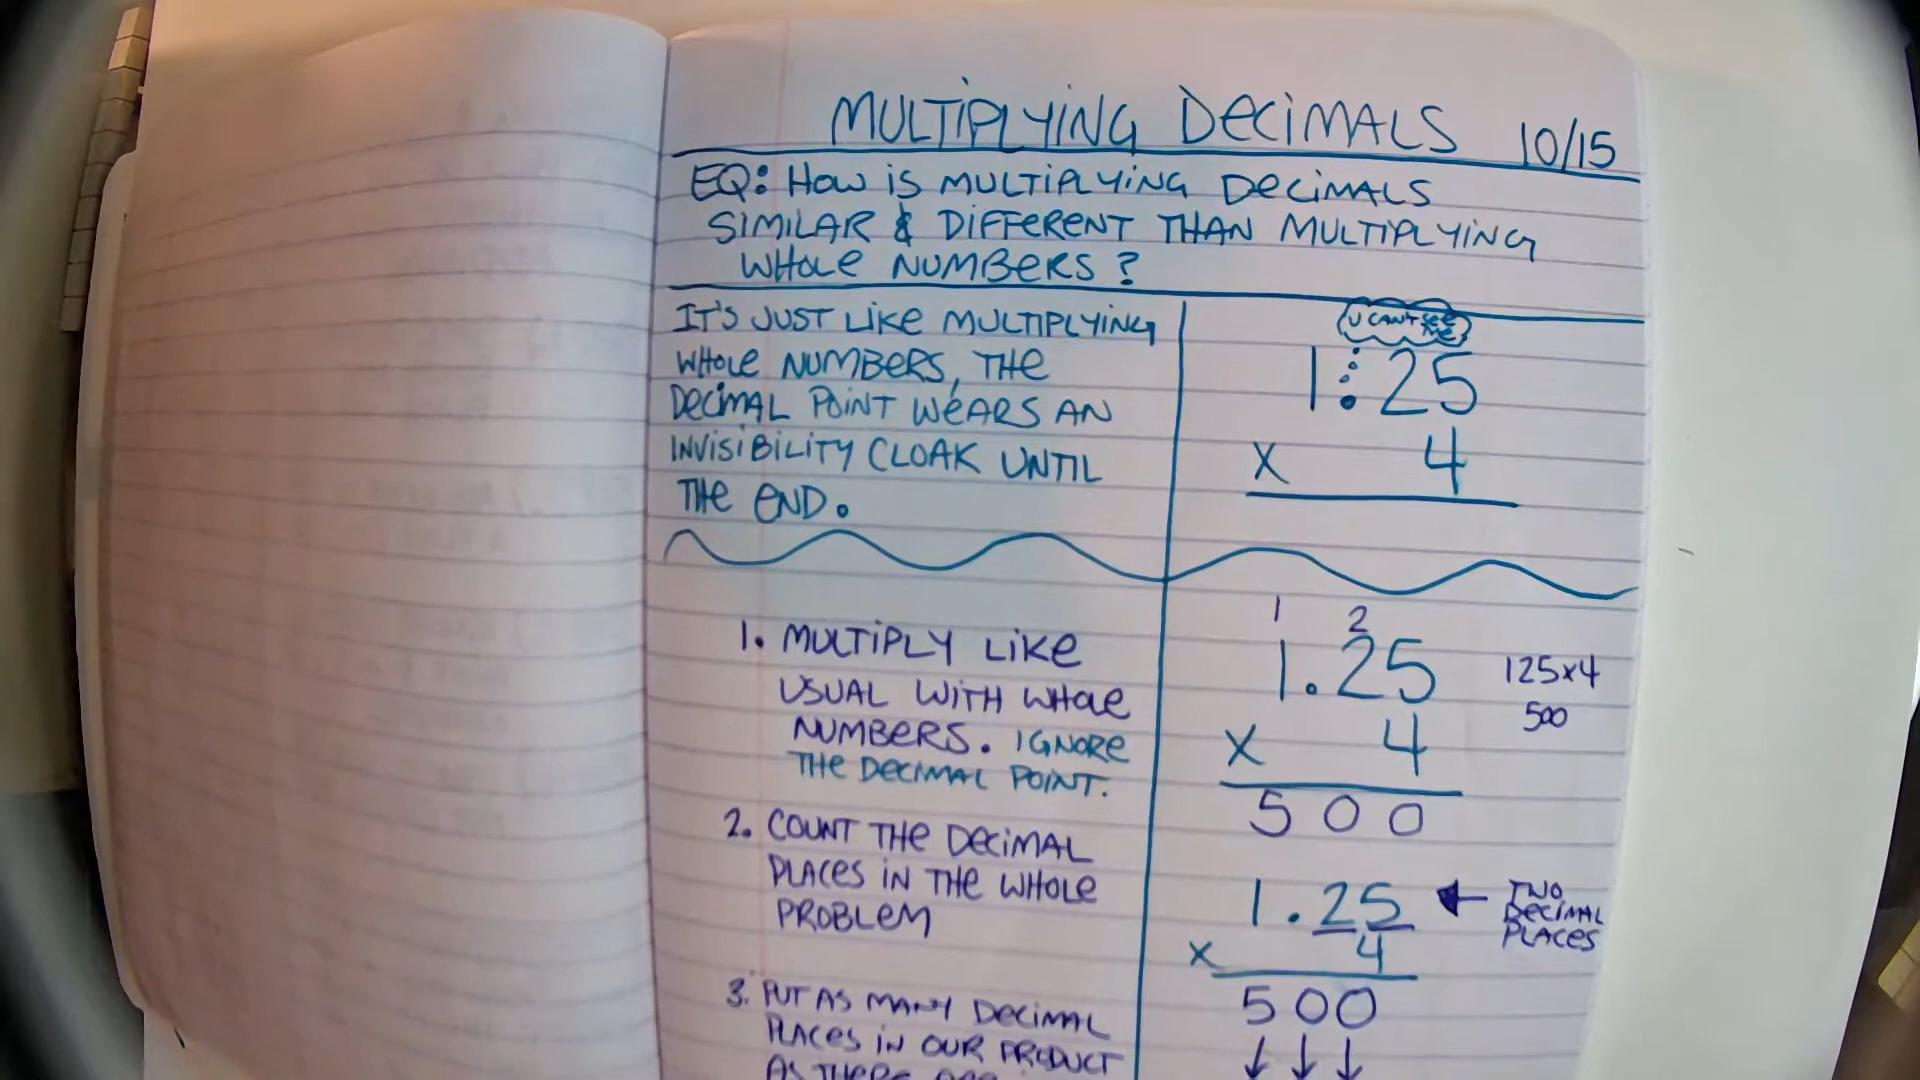 MULTIPLYING DECIMALS 10/15
EQ: HOW IS MULTIPLYING DECIMALS
SIMILAR & DIFFERENT THAN MULTIPLYING
WHOLE NUMBERS?
IT'S JUST LIKE MULTIPLYING
WHOLE NUMBERS, THE
DECIMAL POINT WEARS AN
INVISIBILITY CLOAK UNTIL
THE END.
U CAN'T SEE
ME
1.25
x 4
1. MULTIPLY LIKE
USUAL WITH WHOLE
NUMBERS. IGNORE
THE DECIMAL POINT.
1 2
1.25
x 4
500
125x4
500
2. COUNT THE DECIMAL
PLACES IN THE WHOLE
PROBLEM
1.25
x 4
500
TWO
DECIMAL
PLACES
3. PUT AS MANY DECIMAL
PLACES IN OUR PRODUCT
AS THERE ARE